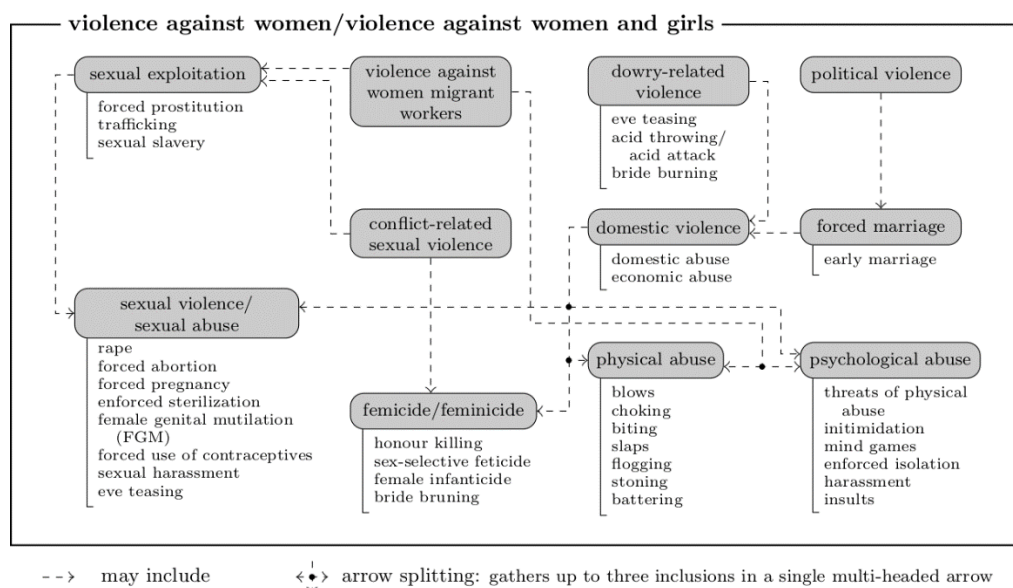 violence against women/violence against women and girls
sexual exploitation
forced prostitution
trafficking
sexual slavery
violence against
women migrant
workers
dowry-related
violence
eve teasing
acid throwing/
acid attack
bride burning
political violence
conflict-related
sexual violence
domestic violence
domestic abuse
economic abuse
forced marriage
early marriage
sexual violence/
sexual abuse
rape
forced abortion
forced pregnancy
enforced sterilization
female genital mutilation
(FGM)
forced use of contraceptives
sexual harassment
eve teasing
femicide/feminicide
honour killing
sex-selective feticide
female infanticide
bride bruning
physical abuse
blows
choking
biting
slaps
flogging
stoning
battering
psychological abuse
threats of physical
abuse
initimidation
mind games
enforced isolation
harassment
insults
may include
arrow splitting: gathers up to three inclusions in a single multi-headed arrow